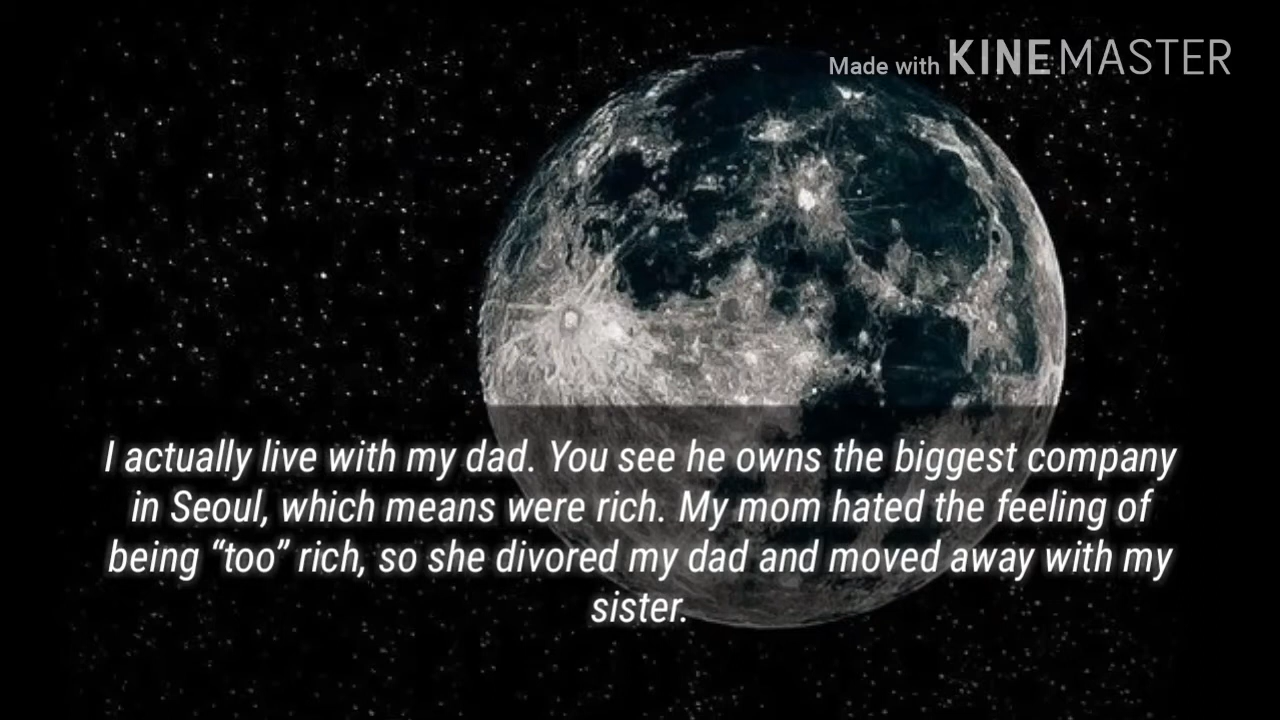 Made with KINEMASTER
I actually live with my dad. You see he owns the biggest company
in Seoul, which means were rich. My mom hated the feeling of
being “too” rich, so she divored my dad and moved away with my
sister.